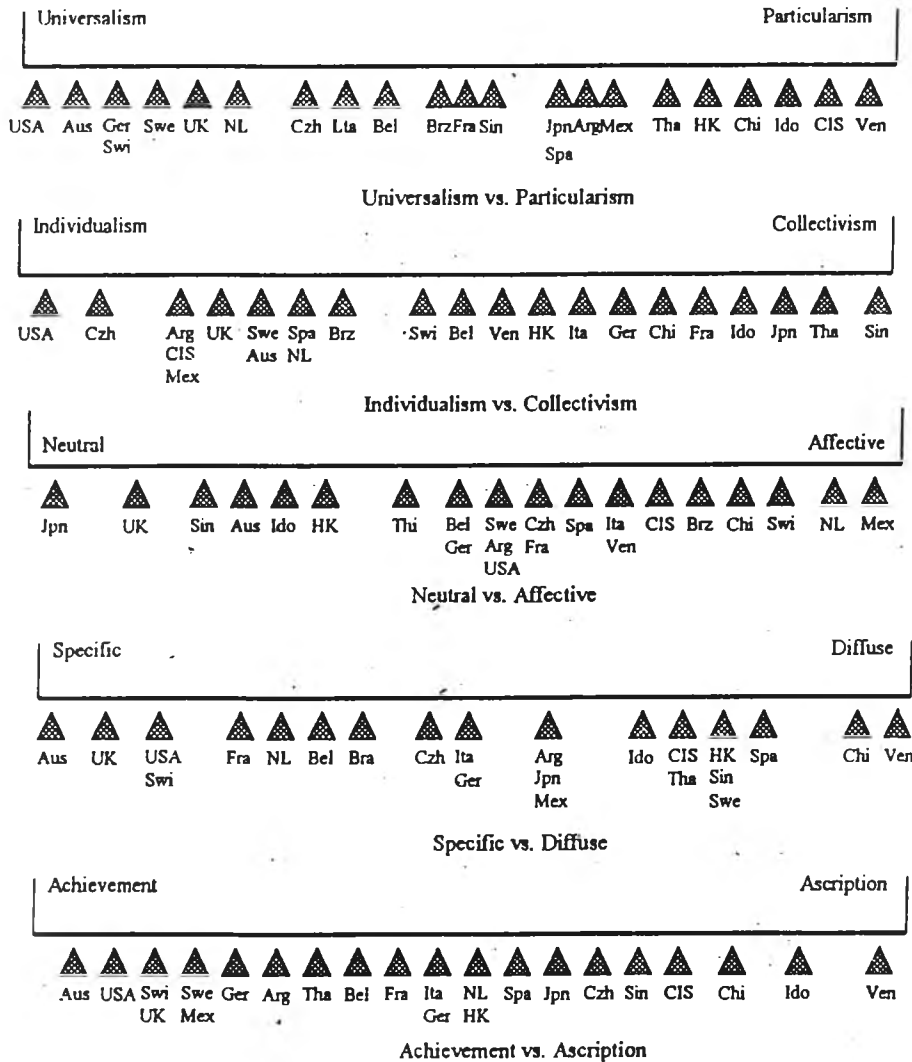 Universalism Particularism
USA Aus Ger Swe UK NL Czh Lta Bel Brz Fra Sin Jpn Arg Mex Tha HK Chi Ido CIS Ven
Swi Spa
Universalism vs. Particularism
Individualism Collectivism
USA Czh Arg UK Swe Spa Brz Swi Bel Ven HK Ita Ger Chi Fra Ido Jpn Tha Sin
CIS Aus NL
Mex
Individualism vs. Collectivism
Neutral Affective
Jpn UK Sin Aus Ido HK Thi Bel Swe Czh Spa Ita CIS Brz Chi Swi NL Mex
Ger Arg Fra Ven
USA
Neutral vs. Affective
Specific Diffuse
Aus UK USA Fra NL Bel Bra Czh Ita Arg Ido CIS HK Spa Chi Ven
Swi Ger Jpn Tha Sin
Mex Swe
Specific vs. Diffuse
Achievement Ascription
Aus USA Swi Swe Ger Arg Tha Bel Fra Ita NL Spa Jpn Czh Sin CIS Chi Ido Ven
UK Mex Ger HK
Achievement vs. Ascription